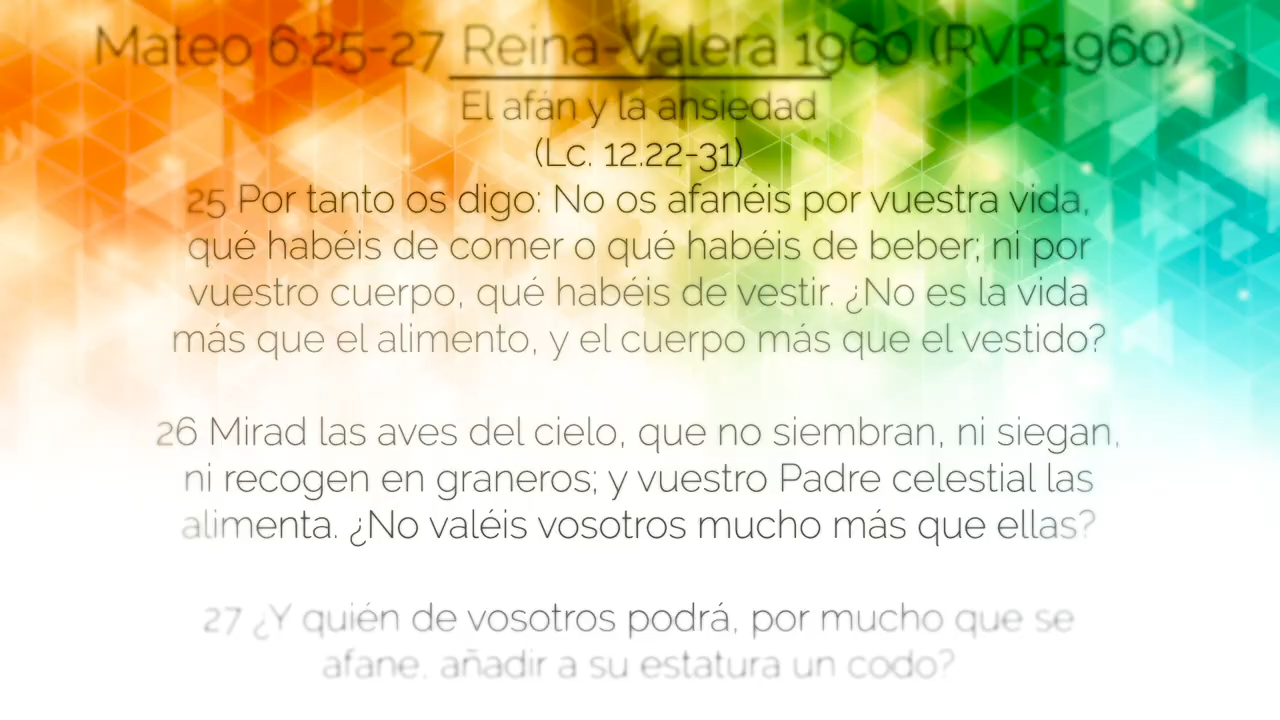 Mateo 6:25-27 Reina-Valera 1960 (RVR1960)
El afán y la ansiedad
(Lc. 12.22-31)
25 Por tanto os digo: No os afanéis por vuestra vida,
qué habéis de comer o qué habéis de beber; ni por
vuestro cuerpo, qué habéis de vestir. ¿No es la vida
más que el alimento, y el cuerpo más que el vestido?
26 Mirad las aves del cielo, que no siembran, ni siegan,
ni recogen en graneros; y vuestro Padre celestial las
alimenta. ¿No valéis vosotros mucho más que ellas?
27 ¿Y quién de vosotros podrá, por mucho que se
afane, añadir a su estatura un codo?